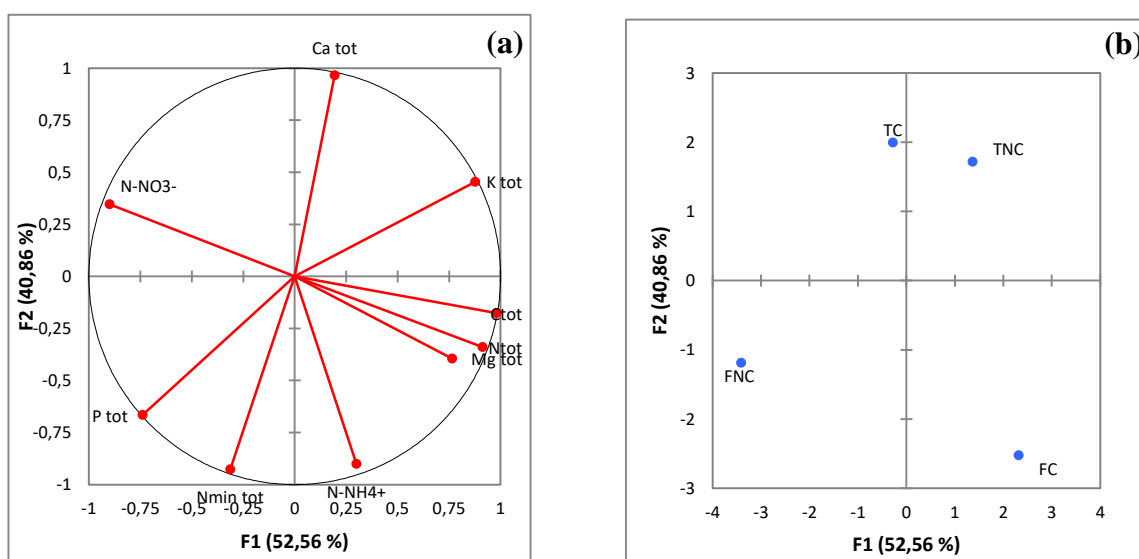 (a)
Ca tot
1
0,75
0,5
0,25
0
-0,25
-0,5
-0,75
-1
F2 (40,86 %)
N-NO3-
K tot
Ctot
Ntot
Mg tot
P tot
Nmin tot
N-NH4+
-1 -0,75 -0,5 -0,25 0 0,25 0,5 0,75 1
F1 (52,56 %)
(b)
3
2
1
0
-1
-2
-3
F2 (40,86 %)
TC
TNC
FNC
FC
-4 -3 -2 -1 0 1 2 3 4
F1 (52,56 %)